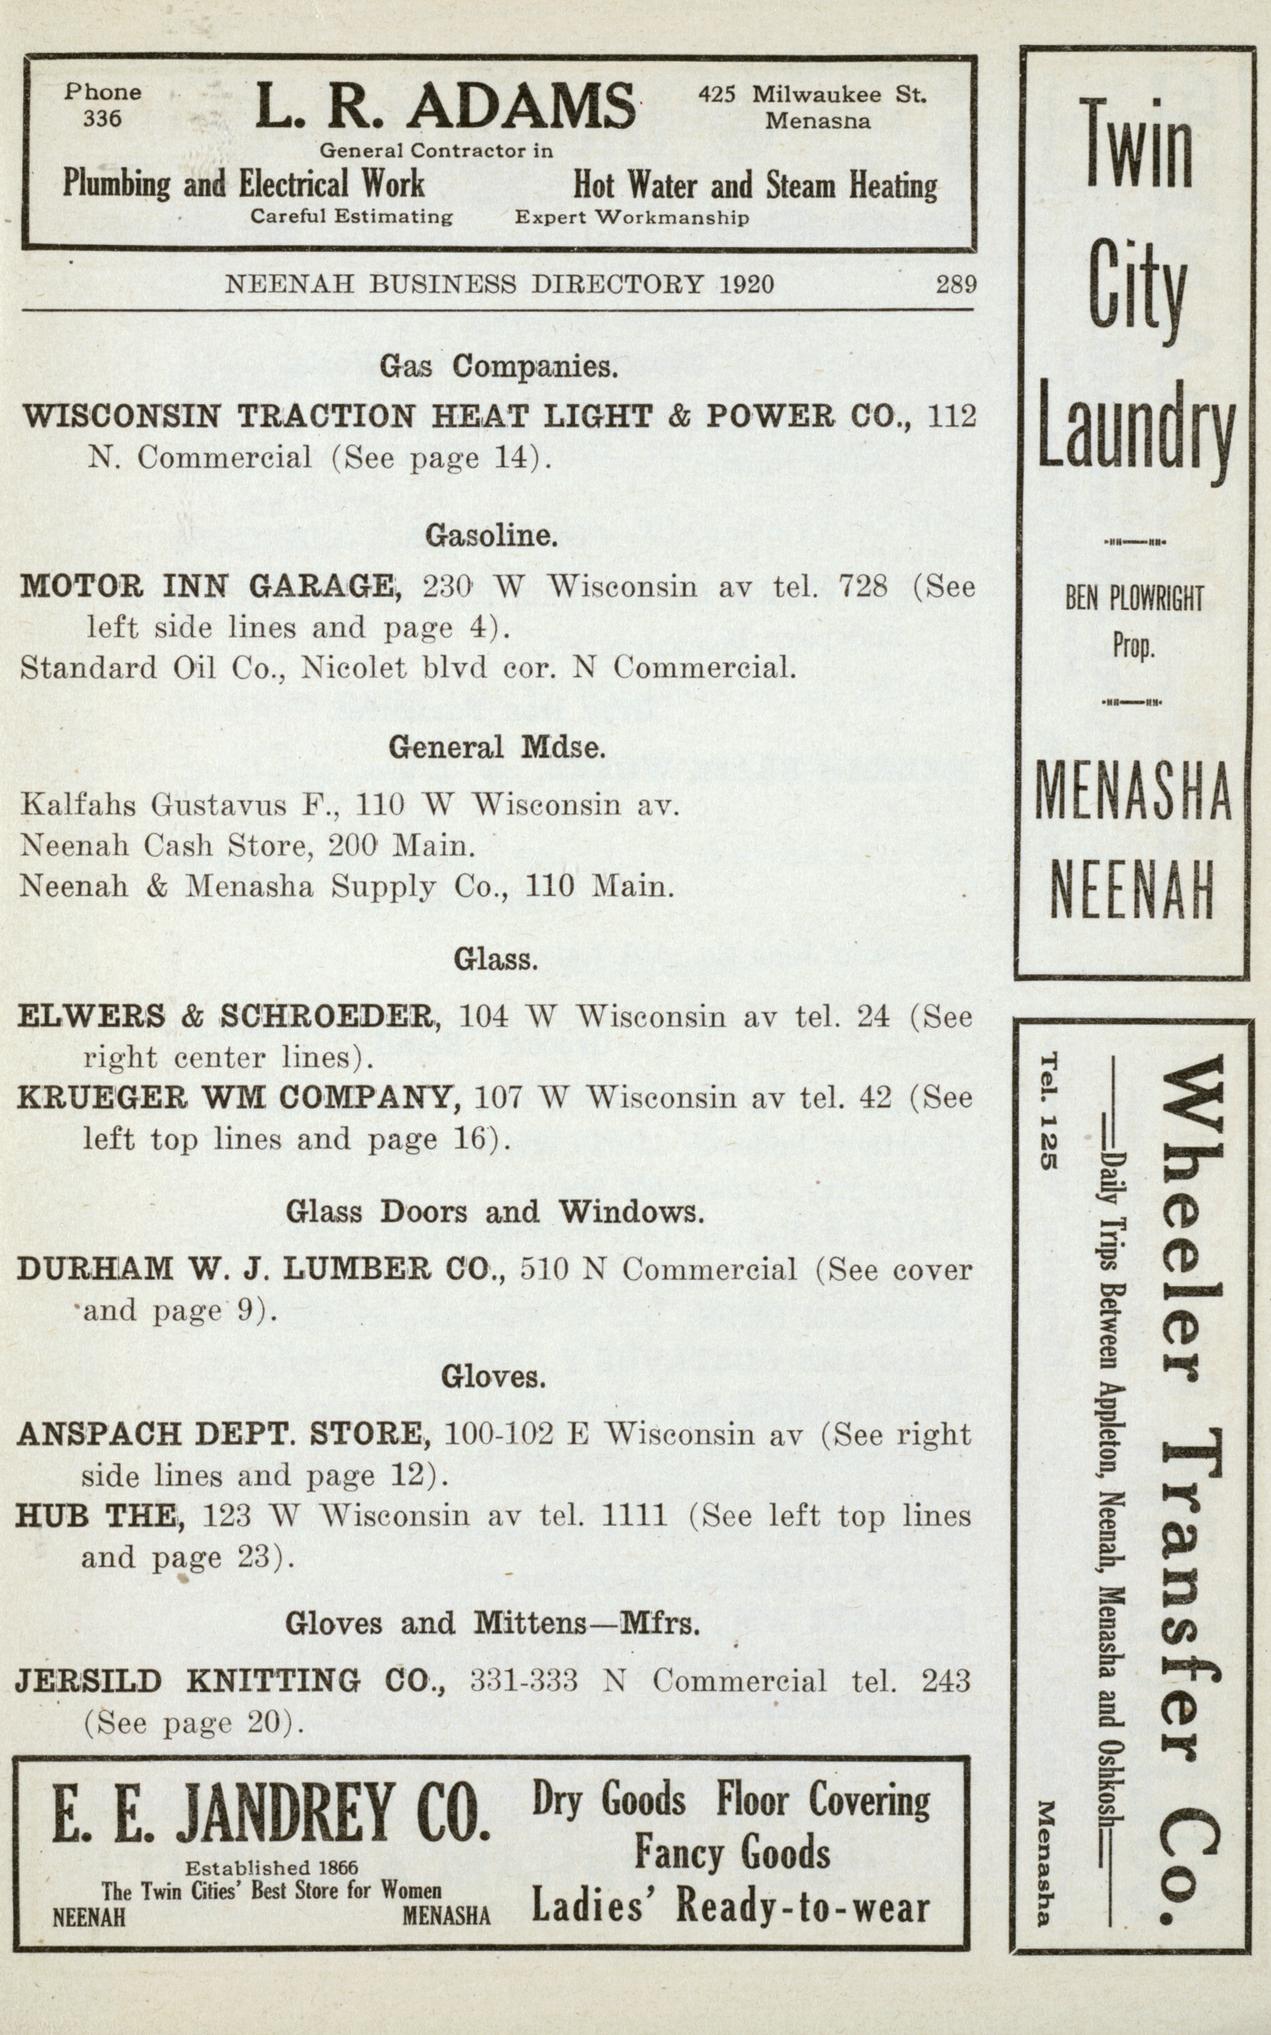 Phone
336
L. R. ADAMS
425 Milwaukee St.
Menasha
General Contractor in
Plumbing and Electrical Work    Hot Water and Steam Heating
Careful Estimating    Expert Workmanship
NEENAH BUSINESS DIRECTORY 1920    289
Gas Companies.
WISCONSIN TRACTION HEAT LIGHT & POWER CO., 112
N. Commercial (See page 14).
Gasoline.
MOTOR INN GARAGE, 230 W Wisconsin av tel. 728 (See
left side lines and page 4).
Standard Oil Co., Nicolet blvd cor. N Commercial.
General Mdse.
Kalfahs Gustavus F., 110 W Wisconsin av.
Neenah Cash Store, 200 Main.
Neenah & Menasha Supply Co., 110 Main.
Glass.
ELWERS & SCHROEDER, 104 W Wisconsin av tel. 24 (See
right center lines).
KRUEGER WM COMPANY, 107 W Wisconsin av tel. 42 (See
left top lines and page 16).
Glass Doors and Windows.
DURHAM W. J. LUMBER CO., 510 N Commercial (See cover
and page 9).
Gloves.
ANSPACH DEPT. STORE, 100-102 E Wisconsin av (See right
side lines and page 12).
HUB THE, 123 W Wisconsin av tel. 1111 (See left top lines
and page 23).
Gloves and Mittens—Mfrs.
JERSILD KNITTING CO., 331-333 N Commercial tel. 243
(See page 20).
E. E. JANDREY CO.
Established 1866
The Twin Cities' Best Store for Women
NEENAH    MENASHA
Dry Goods Floor Covering
Fancy Goods
Ladies' Ready-to-wear
Twin
City
Laundry
BEN PLOWRIGHT
Prop.
MENASHA
NEENAH
Wheeler Transfer Co.
Daily Trips Between Appleton, Neenah, Menasha and Oshkosh
Tel. 125    Menasha